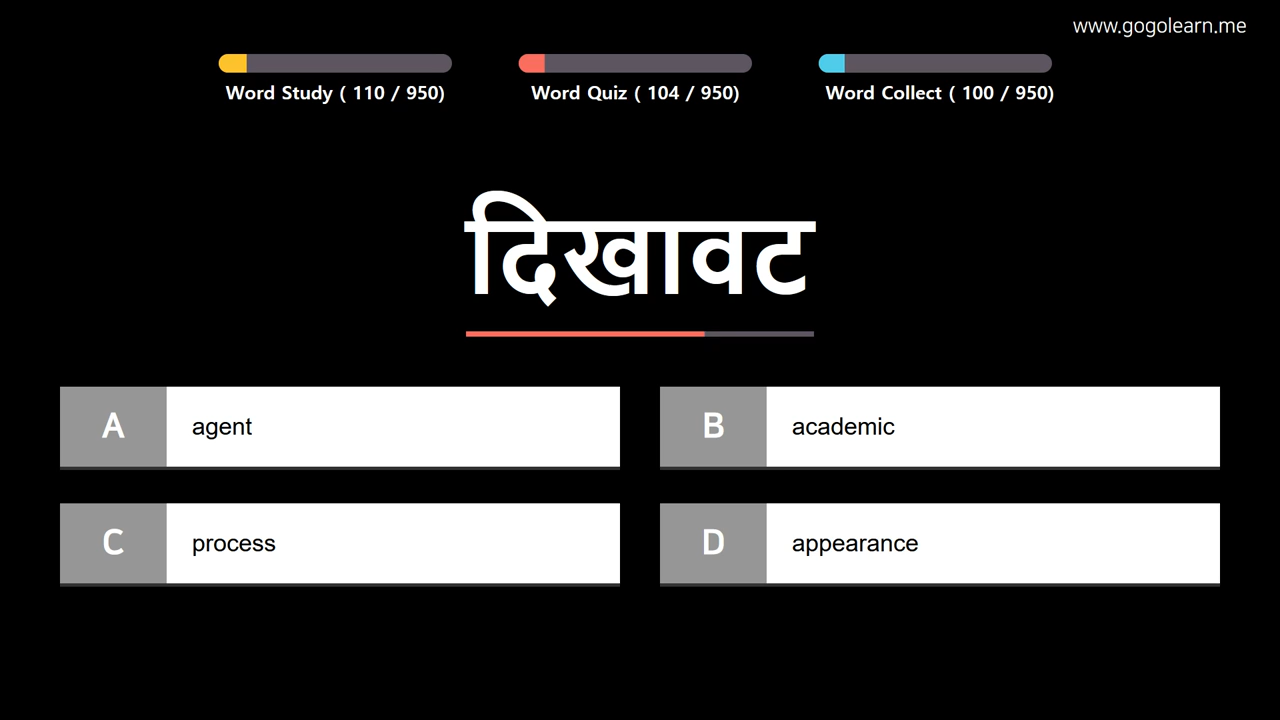 www.gogolearn.me
Word Study ( 110 / 950)
Word Quiz ( 104 / 950)
Word Collect ( 100 / 950)
दिखावट
A agent
B academic
C process
D appearance